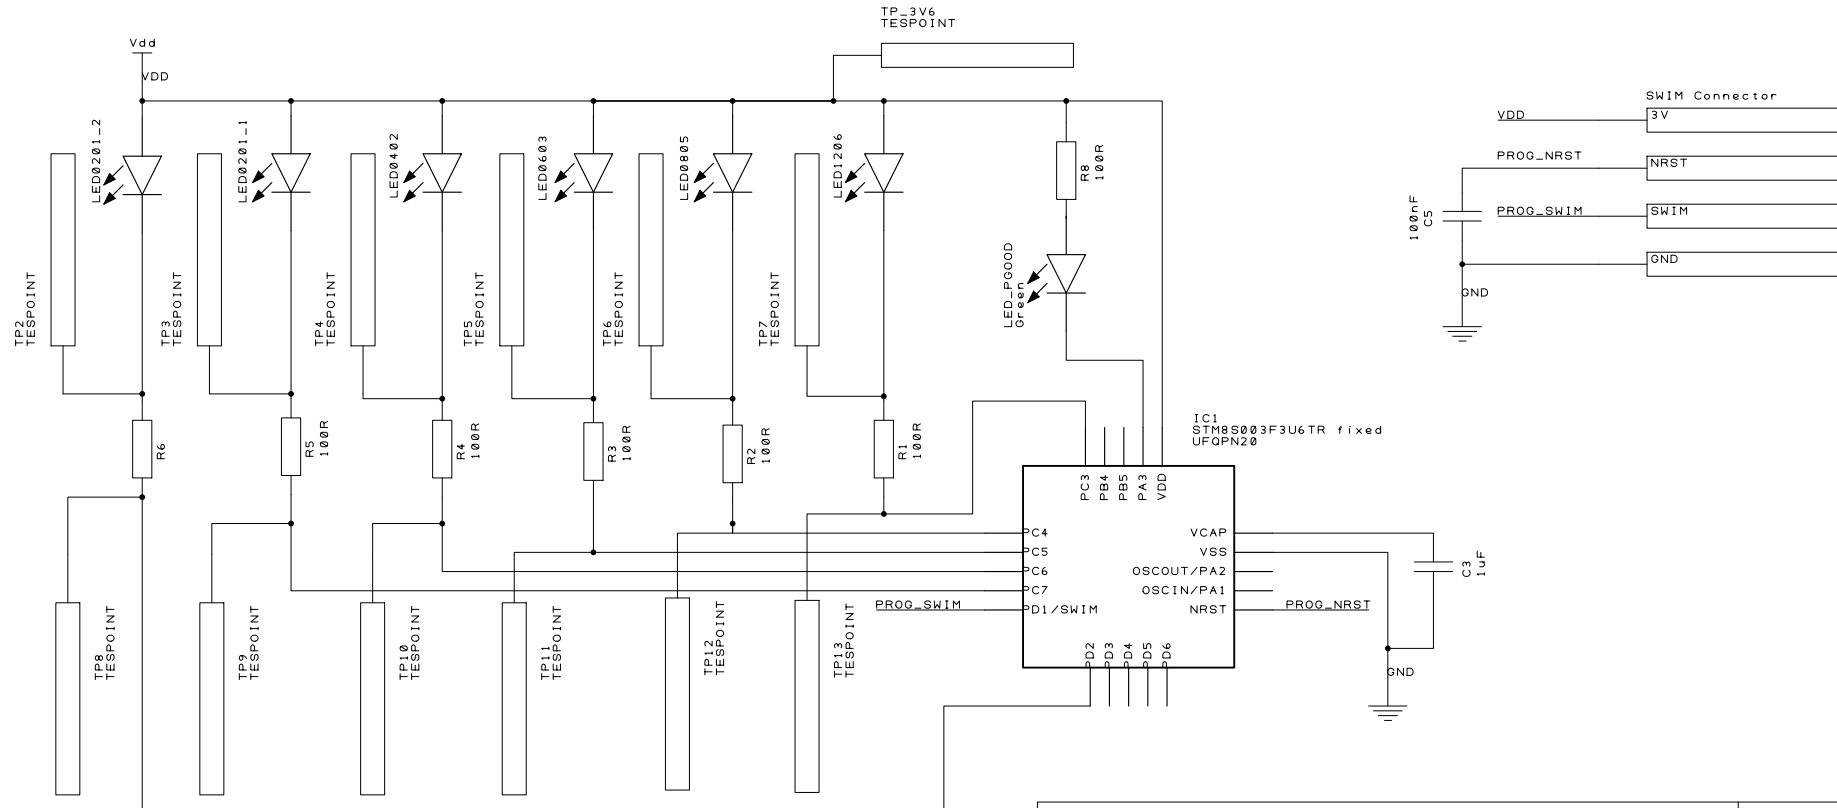 TP_3V6
TESPOINT
Vdd
VDD
SWIM Connector
VDD
3V
PROG_NRST
NRST
PROG_SWIM
SWIM
GND
GND
100nF
C5
LED0201_2
LED0201_1
LED0402
LED0603
LED0805
LED1206
R8
100R
LED_PGOOD
Green
TP2
TESPOINT
TP3
TESPOINT
TP4
TESPOINT
TP5
TESPOINT
TP6
TESPOINT
TP7
TESPOINT
R6
R5
100R
R4
100R
R3
100R
R2
100R
R1
100R
IC1
STM8S003F3U6TR fixed
UFQPN20
PC3
PB4
PB5
PA3
VDD
PC4
PC5
PC6
PC7
PD1/SWIM
PROG_SWIM
VCAP
VSS
OSCOUT/PA2
OSCIN/PA1
NRST
PROG_NRST
PD2
PD3
PD4
PD5
PD6
C3
1uF
GND
TP8
TESPOINT
TP9
TESPOINT
TP10
TESPOINT
TP11
TESPOINT
TP12
TESPOINT
TP13
TESPOINT